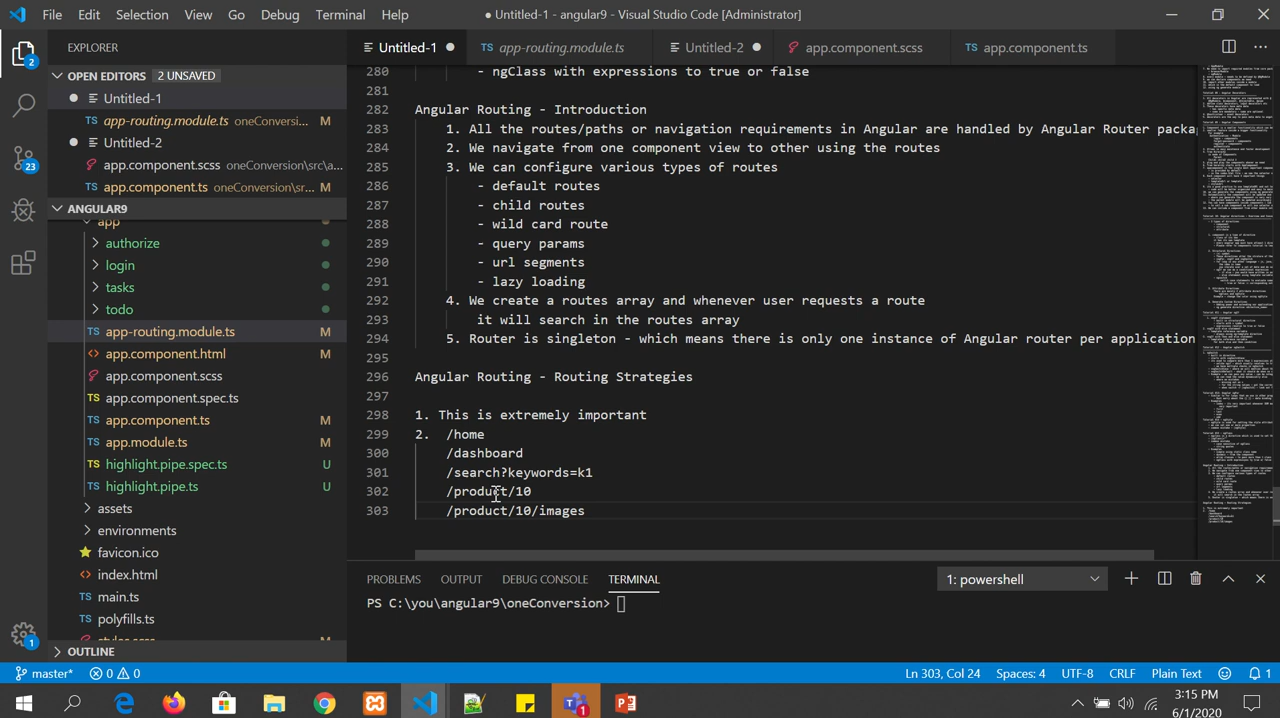 File Edit Selection View Go Debug Terminal Help
● Untitled-1 - angular9 - Visual Studio Code [Administrator]
EXPLORER
OPEN EDITORS 2 UNSAVED
Untitled-1
app-routing.module.ts oneConversio... M
Untitled-2
app.component.scss oneConversion\src\a...
app.component.ts oneConversion\sr... M
ANGULAR9
app
authorize
login
tasks
todo
app-routing.module.ts M
app.component.html M
app.component.scss
app.component.spec.ts
app.component.ts M
app.module.ts M
highlight.pipe.spec.ts U
highlight.pipe.ts U
assets
environments
favicon.ico
index.html
main.ts
polyfills.ts
styles.scss M
OUTLINE
Untitled-1 app-routing.module.ts Untitled-2 app.component.scss app.component.ts
280 - ngClass with expressions to true or false
281
282 Angular Routing - Introduction
283 1. All the routes/paths or navigation requirments in Angular are handled by Angular Router packa
284 2. We navigate from one component view to other using the routes
285 3. We can configure various types of routes
286 - default routes
287 - child routes
288 - wild card route
289 - query params
290 - url segments
291 - lazy loading
292 4. We create a routes array and whenever user requests a route
293 it will search in the routes array
294 5. Router is singleton - which means there is only one instance of Angular router per application
295
296 Angular Routing - Routing Strategies
297
298 1. This is extremely important
299 2. /home
300 /dashboard
301 /search?keywords=k1
302 /product/10
303 /product/10/images
PROBLEMS OUTPUT DEBUG CONSOLE TERMINAL
1: powershell
PS C:\you\angular9\oneConversion>
master* 0 0
Ln 303, Col 24 Spaces: 4 UTF-8 CRLF Plain Text 1
3:15 PM
6/1/2020